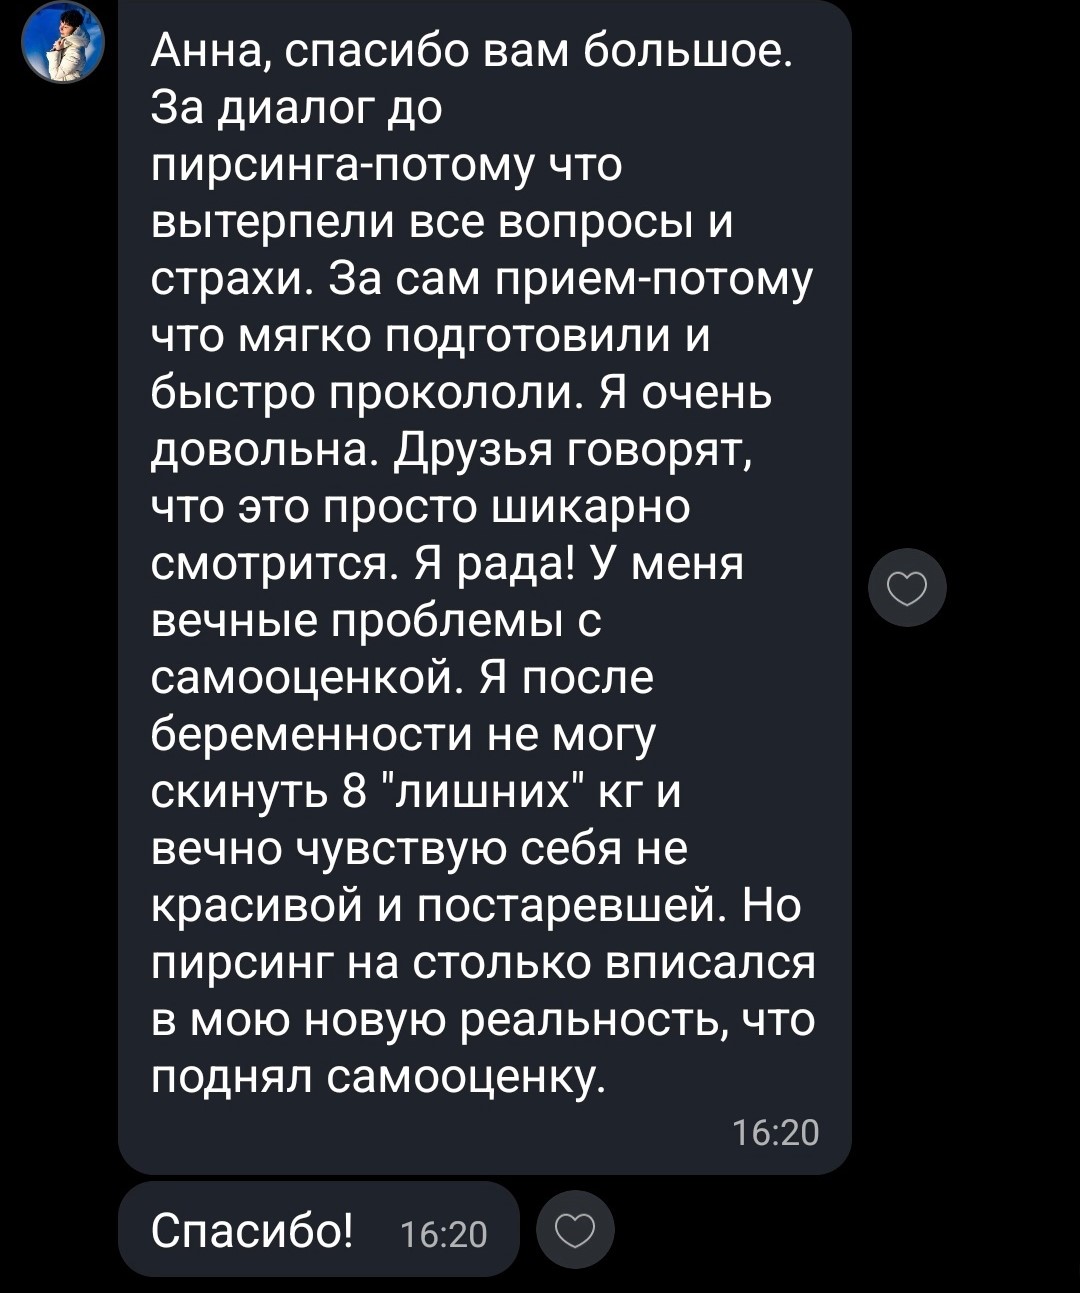 Анна, спасибо вам большое.
За диалог до
пирсинга-потому что
вытерпели все вопросы и
страхи. За сам прием-потому
что мягко подготовили и
быстро прокололи. Я очень
довольна. Друзья говорят,
что это просто шикарно
смотрится. Я рада! У меня
вечные проблемы с
самооценкой. Я после
беременности не могу
скинуть 8 "лишних" кг и
вечно чувствую себя не
красивой и постаревшей. Но
пирсинг на столько вписался
в мою новую реальность, что
поднял самооценку.
16:20
Спасибо! 16:20